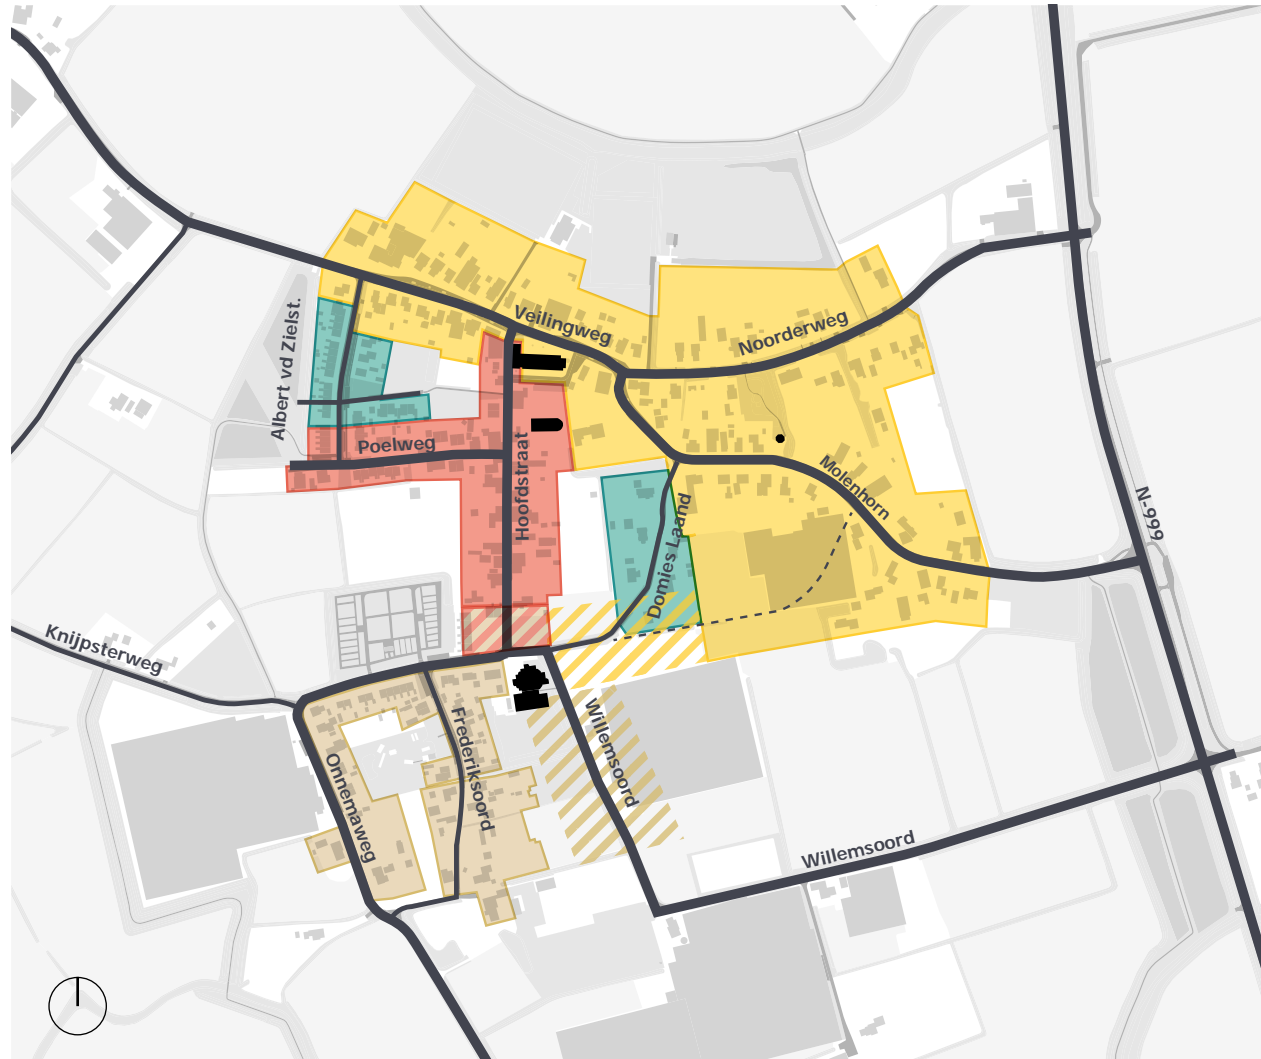 Albert vd Zielst.
Veilingweg
Noorderweg
Poelweg
Hoofdstraat
Molenhorn
N-999
Domies Laand
Knijpsterweg
Frederiksoord
Willemsoord
Onnemaweg
Willemsoord